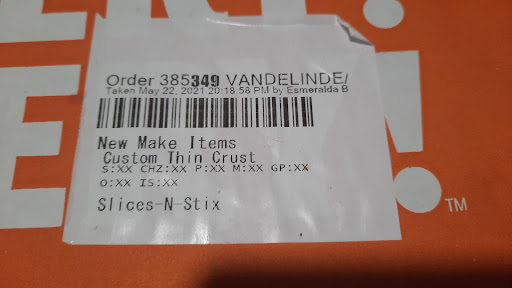 Order 385349 VANDELINDE/
Taken May 22, 2021 20:18:58 PM by Esmeralda B
New Make Items
Custom Thin Crust
S:XX CHZ:XX P:XX M:XX GP:XX
O:XX IS:XX
Slices-N-Stix
TM